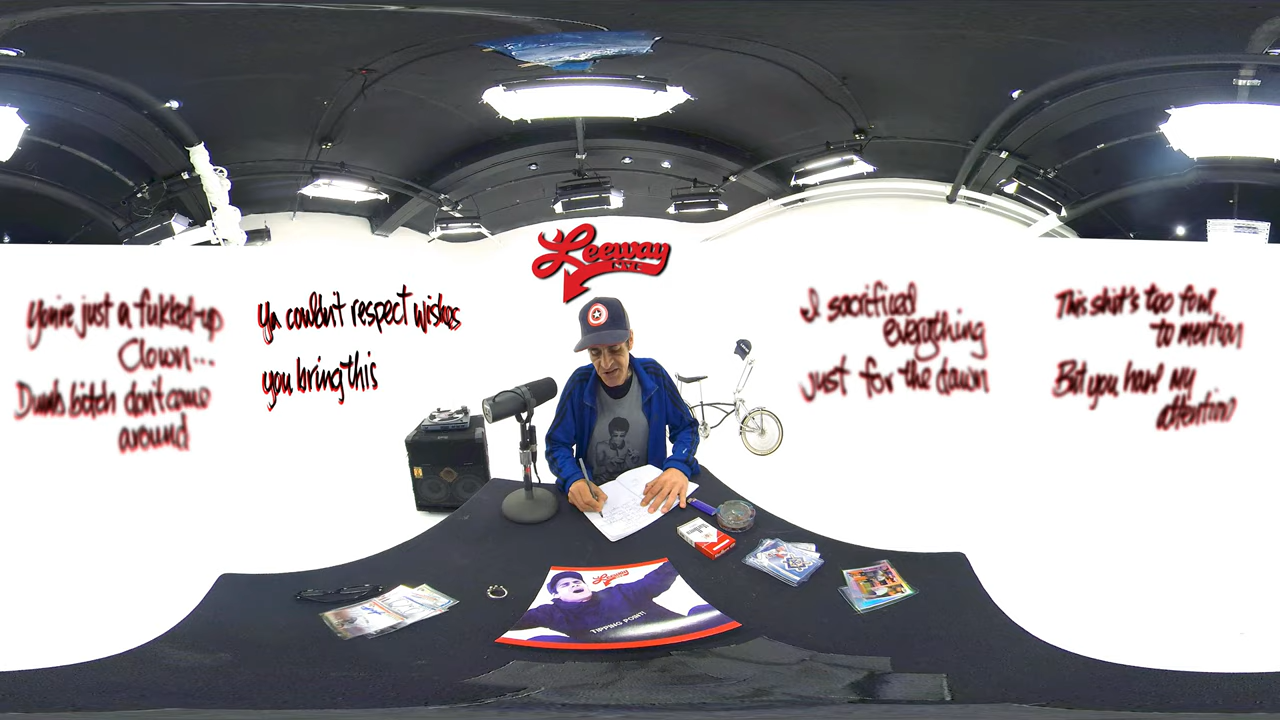 Leeway
NYC
You're just a fukked-up
Clown...
Dumb bitch don't come
around
Ya couldn't respect wishes
you bring this
I sacrificed
everything
just for the dawn
This shit's too foul
to mention
But you have my
attention?
Leeway
TIPPING POINT!